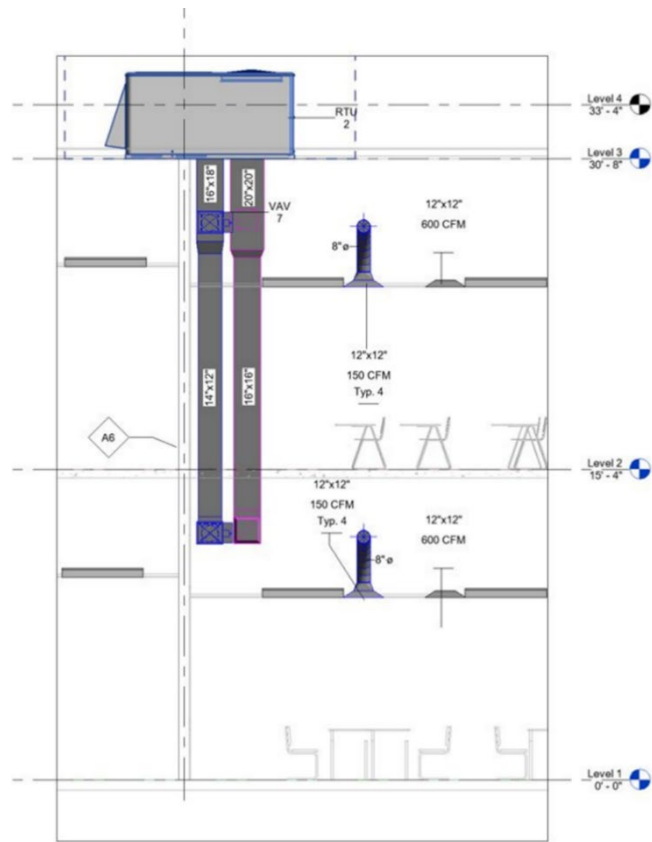 Level 4
33' - 4"
RTU
2
Level 3
30' - 8"
16"x18"
20"x20"
VAV
7
12"x12"
600 CFM
8"ø
12"x12"
150 CFM
Typ. 4
14"x12"
16"x16"
A6
Level 2
15' - 4"
12"x12"
150 CFM
Typ. 4
12"x12"
600 CFM
8"ø
Level 1
0' - 0"